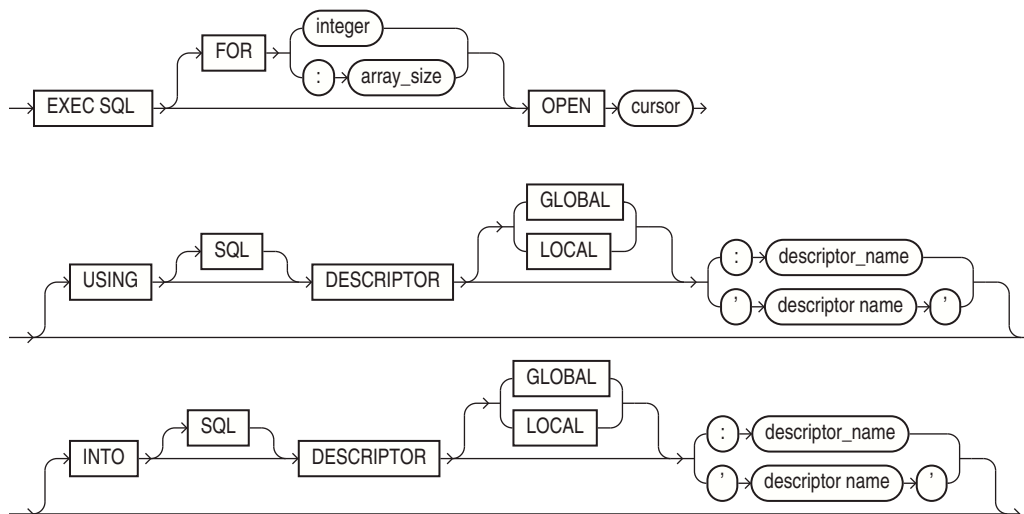 integer
FOR
: array_size
EXEC SQL OPEN cursor
GLOBAL
SQL LOCAL : descriptor_name
USING DESCRIPTOR ' descriptor name '
GLOBAL
SQL LOCAL : descriptor_name
INTO DESCRIPTOR ' descriptor name '